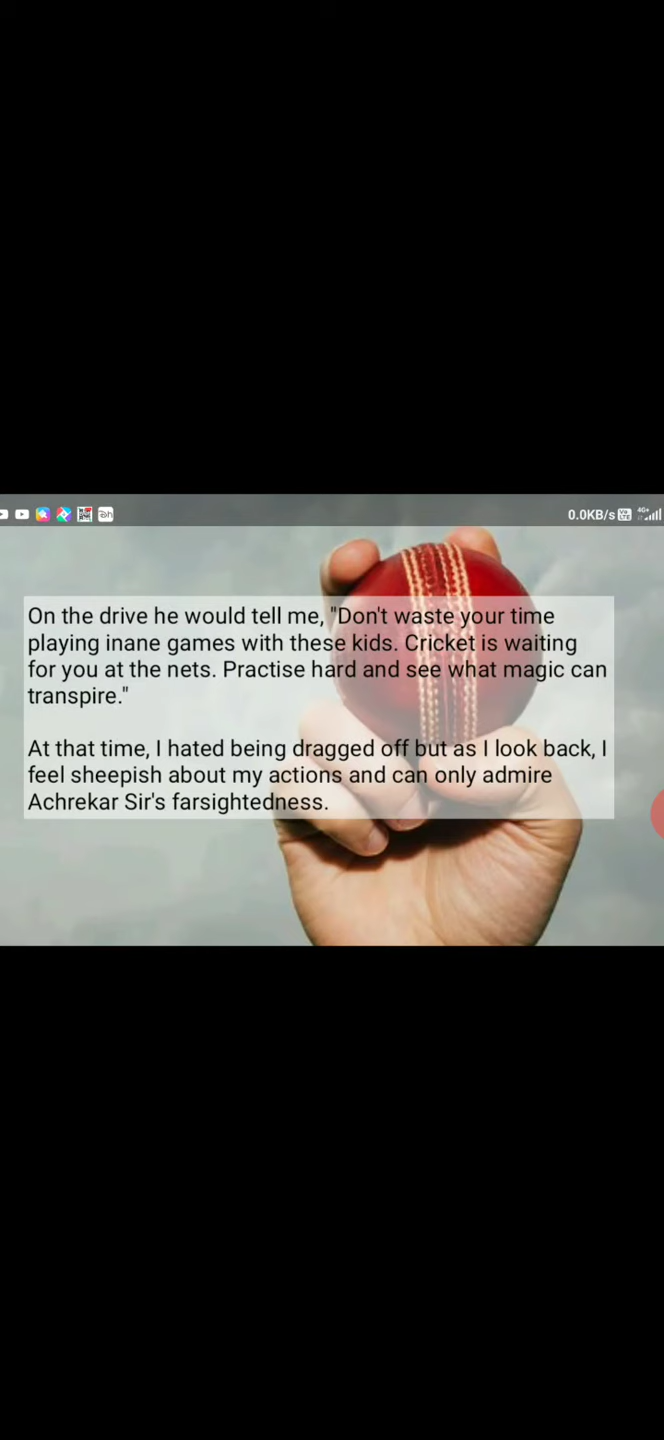 0.0KB/s VoLTE 4G+
On the drive he would tell me, "Don't waste your time
playing inane games with these kids. Cricket is waiting
for you at the nets. Practise hard and see what magic can
transpire."
At that time, I hated being dragged off but as I look back, I
feel sheepish about my actions and can only admire
Achrekar Sir's farsightedness.